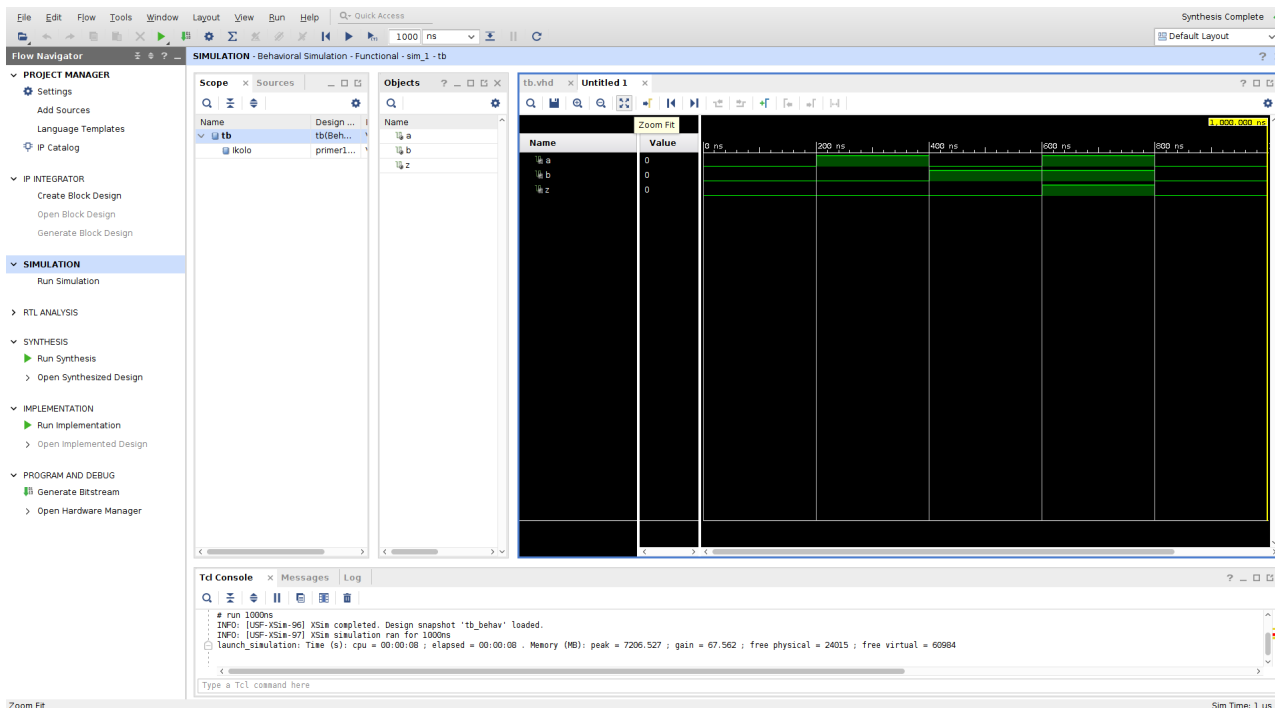 File Edit Flow Tools Window Layout View Run Help Q- Quick Access Synthesis Complete
1000 ns Default Layout
Flow Navigator ? _
SIMULATION - Behavioral Simulation - Functional - sim_1 - tb ?
PROJECT MANAGER
Settings
Add Sources
Language Templates
IP Catalog
IP INTEGRATOR
Create Block Design
Open Block Design
Generate Block Design
SIMULATION
Run Simulation
RTL ANALYSIS
SYNTHESIS
Run Synthesis
Open Synthesized Design
IMPLEMENTATION
Run Implementation
Open Implemented Design
PROGRAM AND DEBUG
Generate Bitstream
Open Hardware Manager
Scope × Sources
Name Design ...
tb tb(Beh...
ikolo primer1...
Objects ? _ □ ×
Name
a
b
z
tb.vhd × Untitled 1 ×
Zoom Fit
1,000.000 ns
Name Value
0 ns 200 ns 400 ns 600 ns 800 ns
a 0
b 0
z 0
Tcl Console × Messages Log
# run 1000ns
INFO: [USF-XSim-96] XSim completed. Design snapshot 'tb_behav' loaded.
INFO: [USF-XSim-97] XSim simulation ran for 1000ns
launch_simulation: Time (s): cpu = 00:00:08 ; elapsed = 00:00:08 . Memory (MB): peak = 7206.527 ; gain = 67.562 ; free physical = 24015 ; free virtual = 60984
Type a Tcl command here
Zoom Fit Sim Time: 1 us